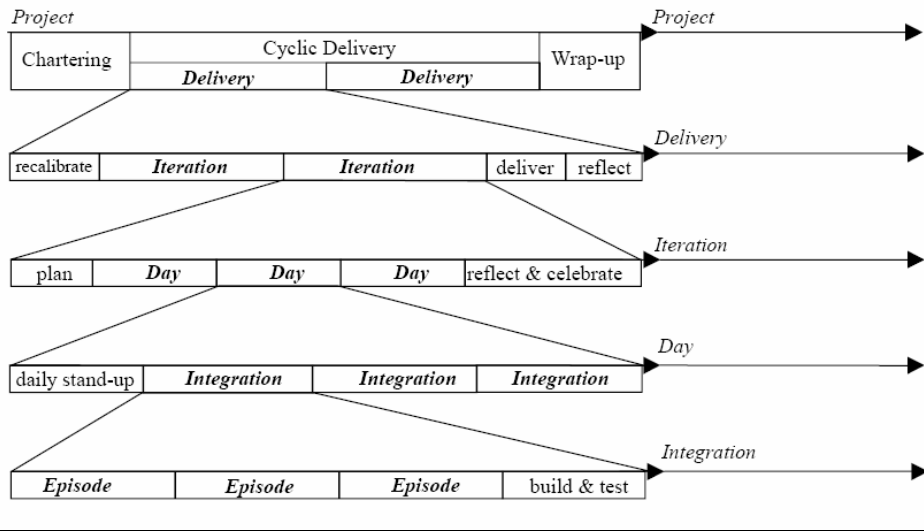 Project
Project
Chartering
Cyclic Delivery
Wrap-up
Delivery
Delivery
Delivery
recalibrate
Iteration
Iteration
deliver
reflect
Iteration
plan
Day
Day
Day
reflect & celebrate
Day
daily stand-up
Integration
Integration
Integration
Integration
Episode
Episode
Episode
build & test